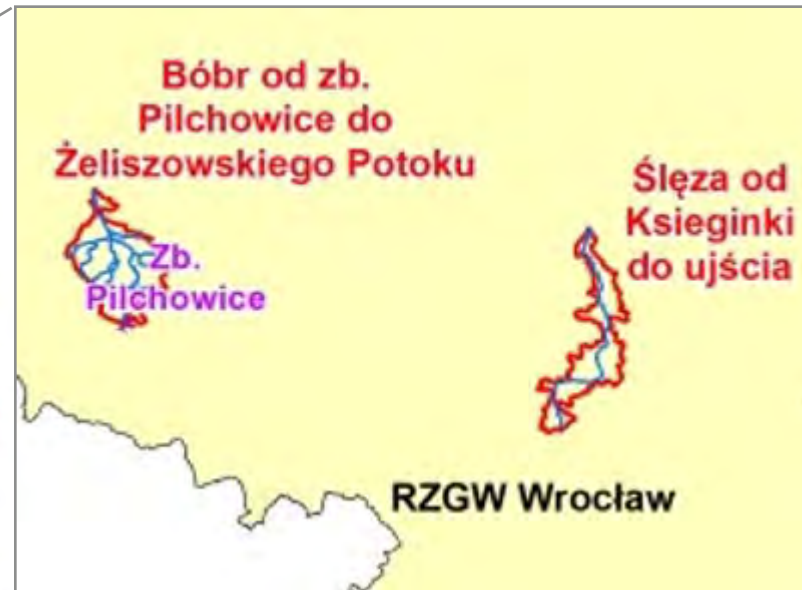 Bóbr od zb.
Pilchowice do
Żeliszowskiego Potoku
Ślęza od
Ksieginki
do ujścia
Zb.
Pilchowice
RZGW Wrocław